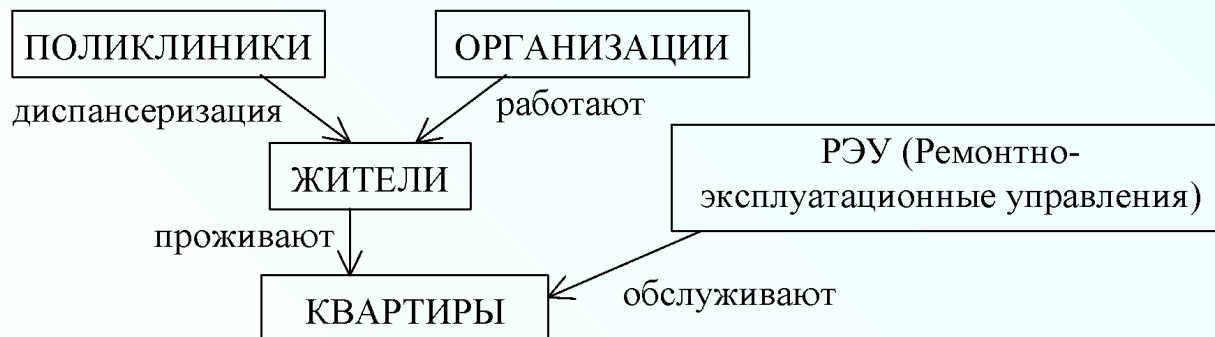 ПОЛИКЛИНИКИ
ОРГАНИЗАЦИИ
диспансеризация
работают
ЖИТЕЛИ
РЭУ (Ремонтно-
эксплуатационные управления)
проживают
КВАРТИРЫ
обслуживают